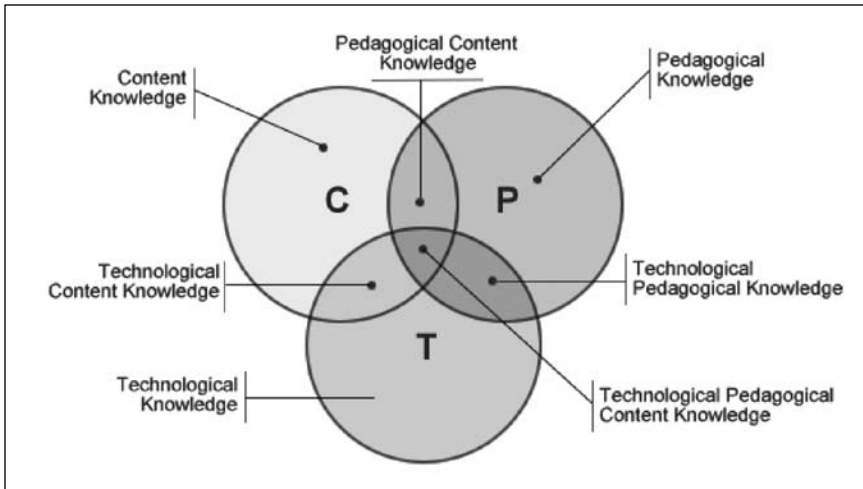 Pedagogical Content
Knowledge
Content
Knowledge
Pedagogical
Knowledge
C
P
Technological
Content Knowledge
Technological
Pedagogical Knowledge
T
Technological
Knowledge
Technological Pedagogical
Content Knowledge